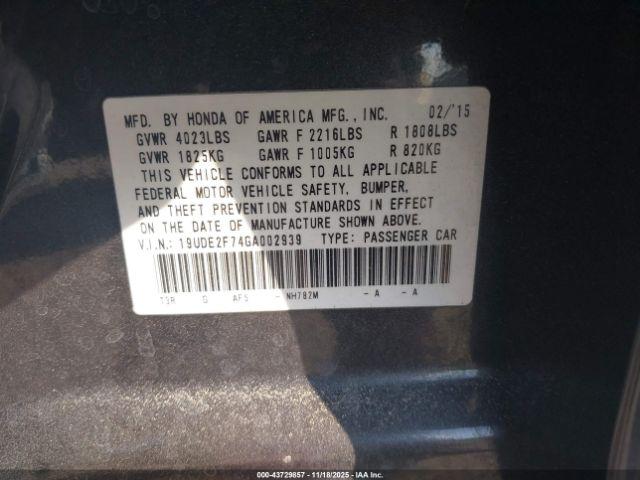 MFD. BY HONDA OF AMERICA MFG., INC. 02/'15
GVWR 4023LBS GAWR F 2216LBS R 1808LBS
GVWR 1825KG GAWR F 1005KG R 820KG
THIS VEHICLE CONFORMS TO ALL APPLICABLE
FEDERAL MOTOR VEHICLE SAFETY, BUMPER,
AND THEFT PREVENTION STANDARDS IN EFFECT
ON THE DATE OF MANUFACTURE SHOWN ABOVE.
V.I.N.: 19UDE2F74GA002939 TYPE: PASSENGER CAR
T3R G AF5 - NH782M - A - A
000-43729857 - 11/18/2025 - IAA Inc.